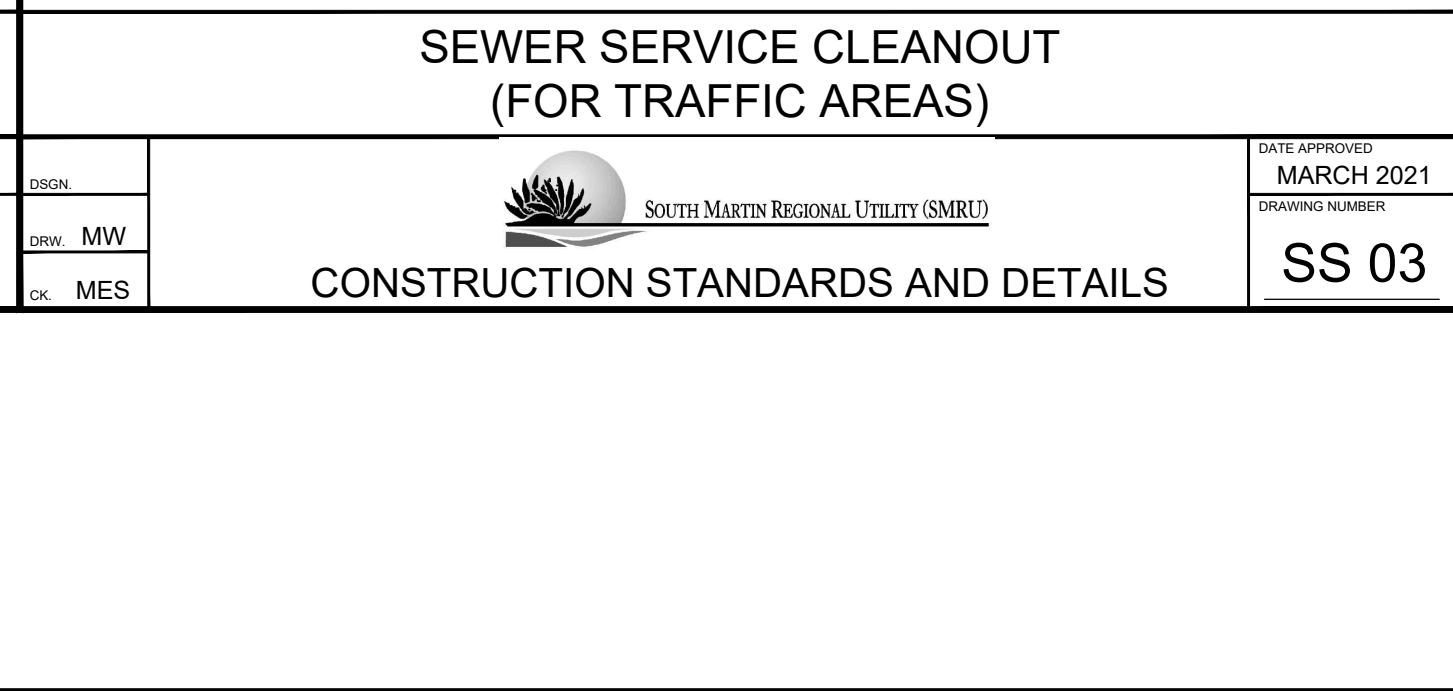 SEWER SERVICE CLEANOUT
(FOR TRAFFIC AREAS)
DSGN.
DRW. MW
CK. MES
SOUTH MARTIN REGIONAL UTILITY (SMRU)
CONSTRUCTION STANDARDS AND DETAILS
DATE APPROVED
MARCH 2021
DRAWING NUMBER
SS 03